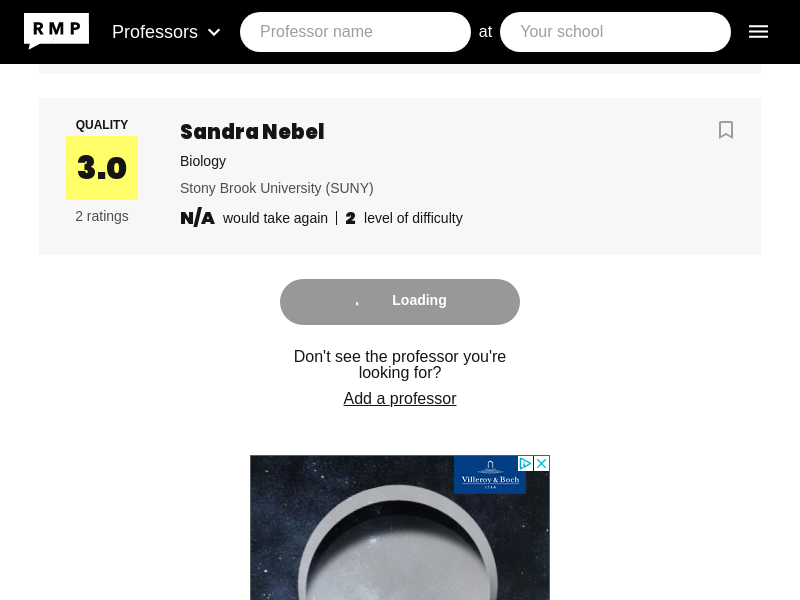 RMP Professors Professor name at Your school
QUALITY
3.0
2 ratings
Sandra Nebel
Biology
Stony Brook University (SUNY)
N/A would take again | 2 level of difficulty
Loading
Don't see the professor you're
looking for?
Add a professor
Villeroy & Boch
1748